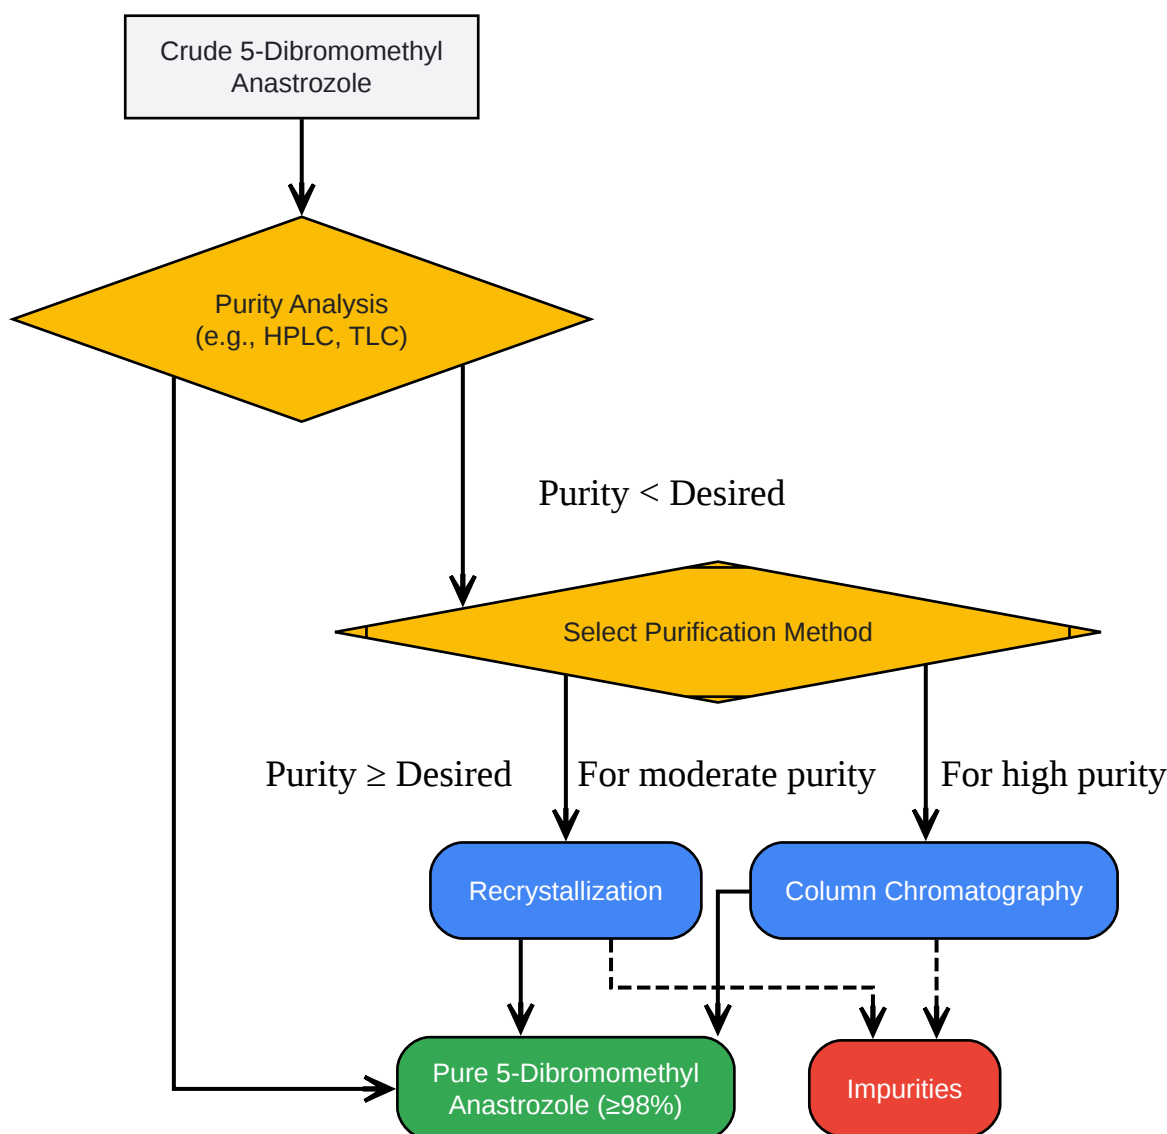 Crude 5-Dibromomethyl
Anastrozole
Purity Analysis
(e.g., HPLC, TLC)
Purity < Desired
Select Purification Method
Purity ≥ Desired
For moderate purity
For high purity
Recrystallization
Column Chromatography
Pure 5-Dibromomethyl
Anastrozole (≥98%)
Impurities